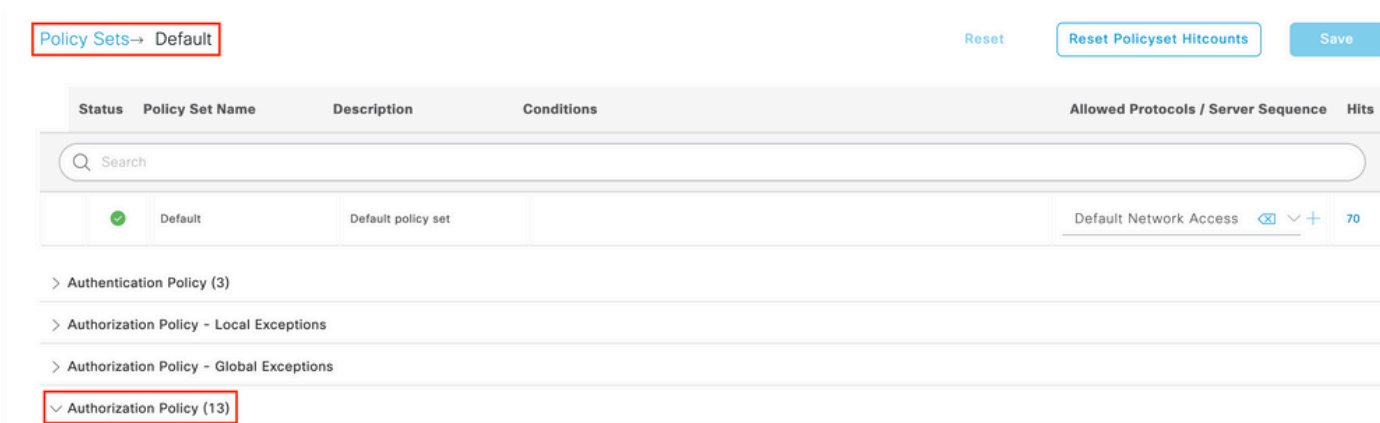 Policy Sets→ Default Reset Reset Policyset Hitcounts Save
Status Policy Set Name Description Conditions Allowed Protocols / Server Sequence Hits
Search
Default Default policy set Default Network Access 70
Authentication Policy (3)
Authorization Policy - Local Exceptions
Authorization Policy - Global Exceptions
Authorization Policy (13)